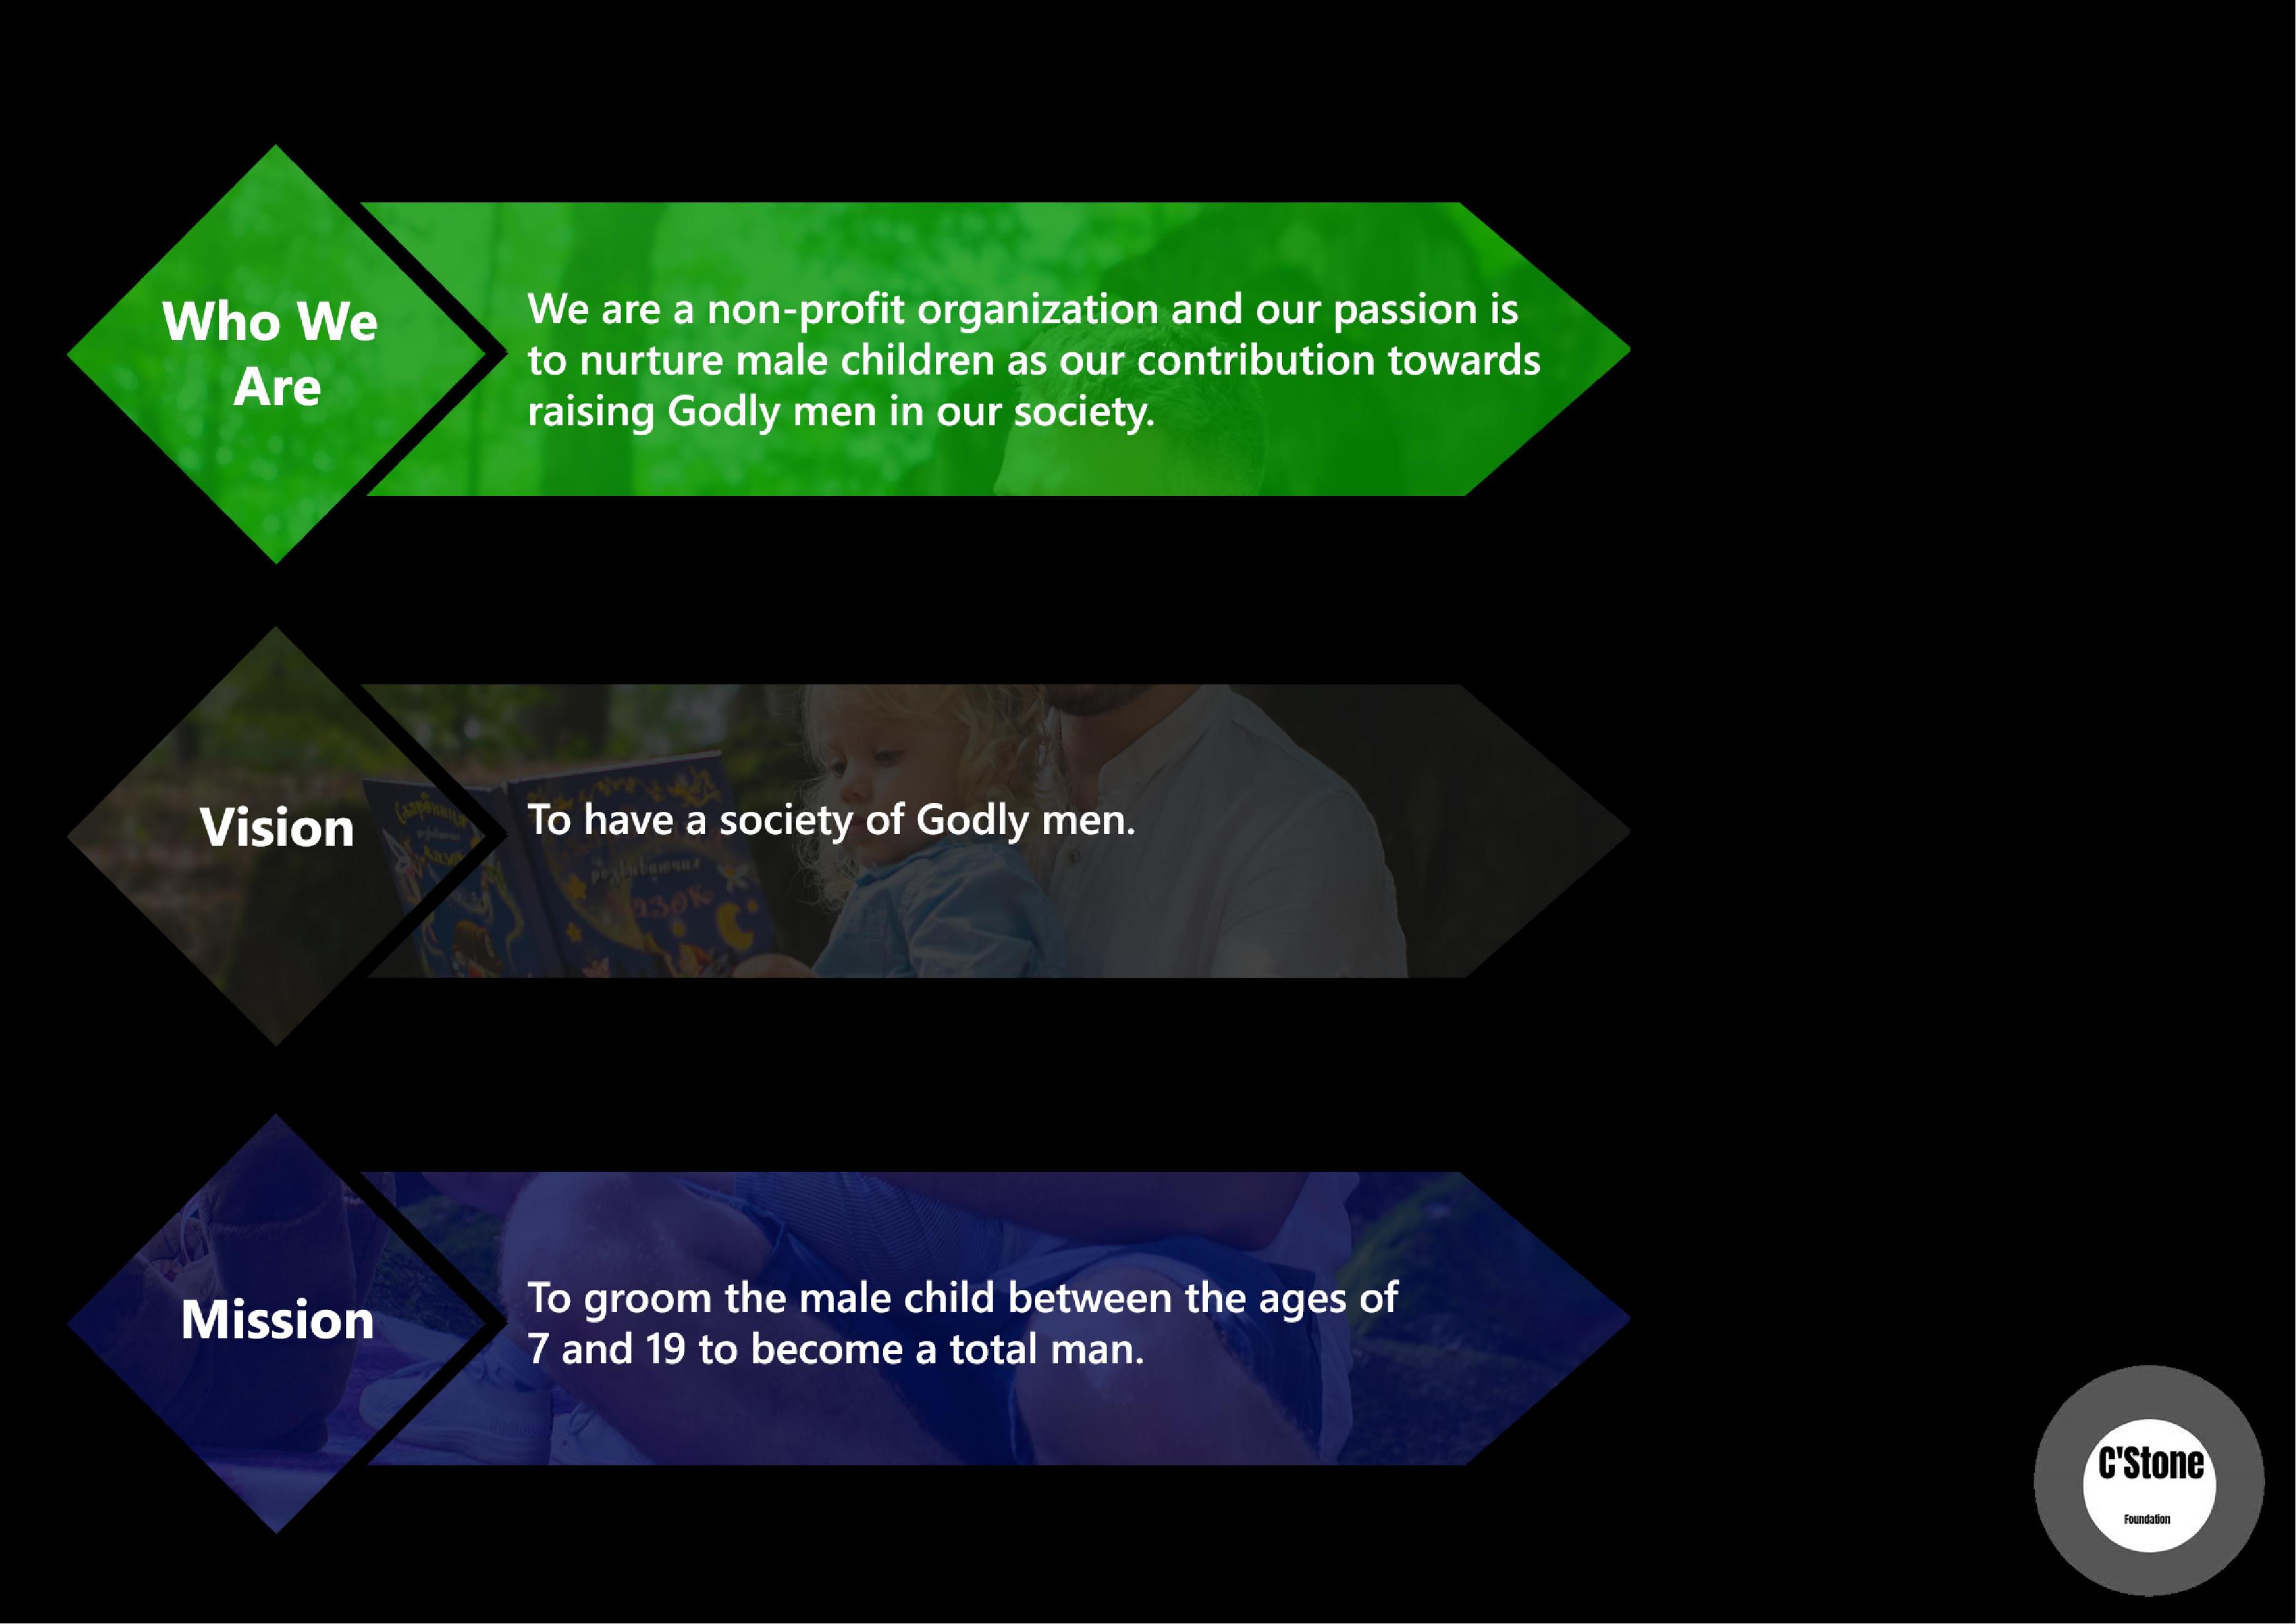 Who We
Are
We are a non-profit organization and our passion is
to nurture male children as our contribution towards
raising Godly men in our society.
Vision
To have a society of Godly men.
розвиваючих
казок
Mission
To groom the male child between the ages of
7 and 19 to become a total man.
C'Stone
Foundation